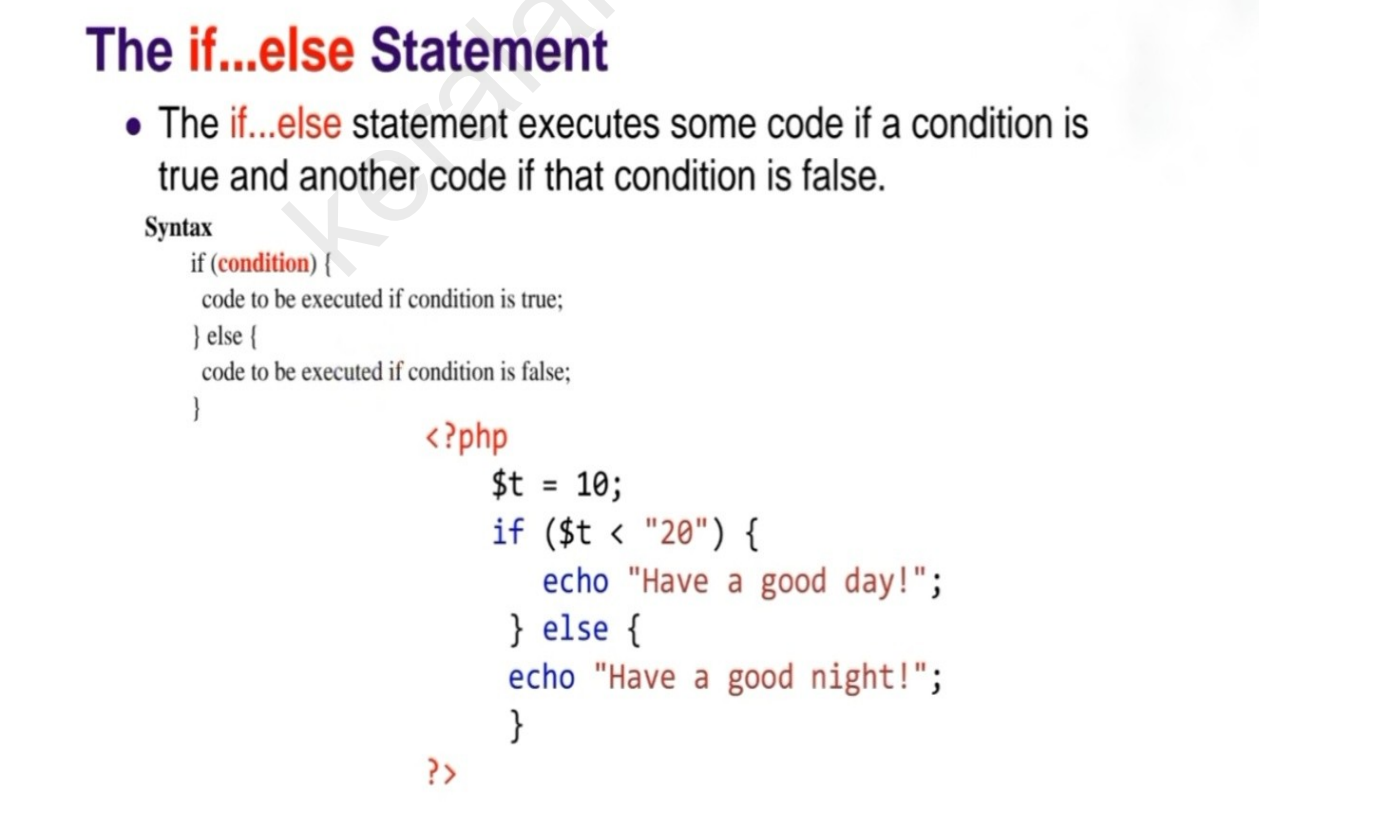 The if...else Statement
• The if...else statement executes some code if a condition is
true and another code if that condition is false.
Syntax
if (condition) {
code to be executed if condition is true;
} else {
code to be executed if condition is false;
}
<?php
$t = 10;
if ($t < "20") {
echo "Have a good day!";
} else {
echo "Have a good night!";
}
?>